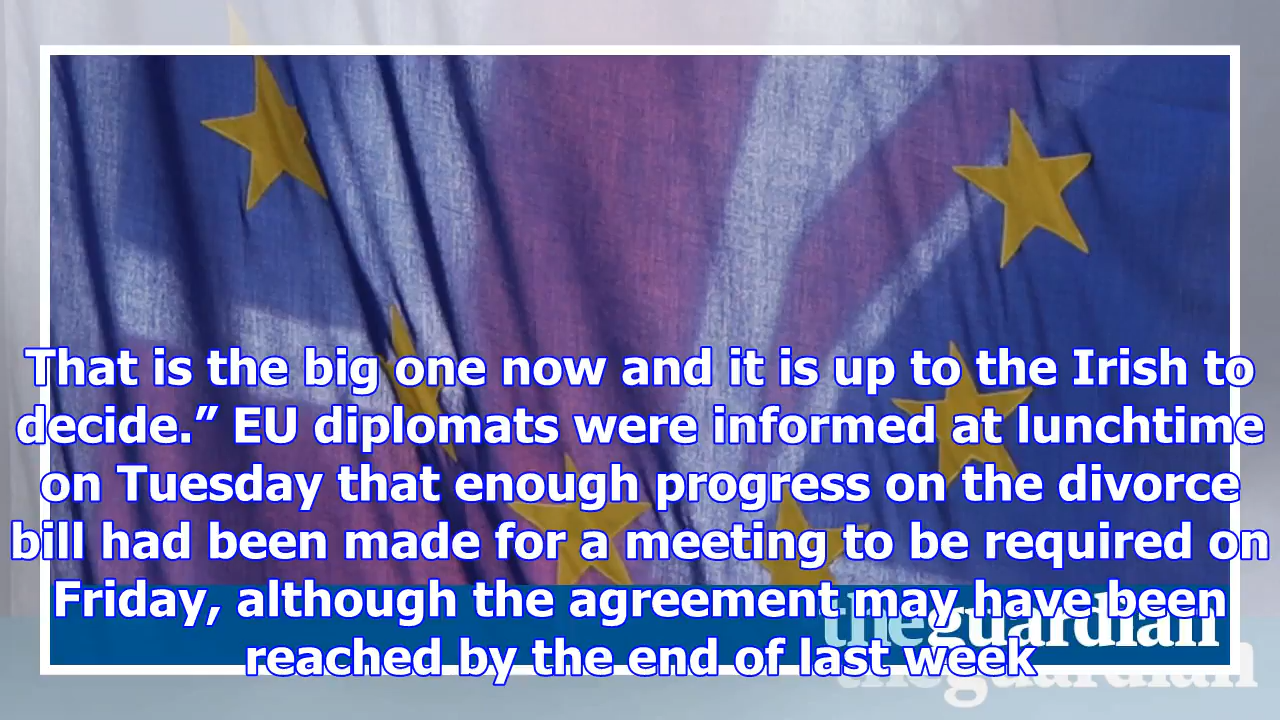 That is the big one now and it is up to the Irish to
decide.” EU diplomats were informed at lunchtime
on Tuesday that enough progress on the divorce
bill had been made for a meeting to be required on
Friday, although the agreement may have been
reached by the end of last week
theguardian
theguardian